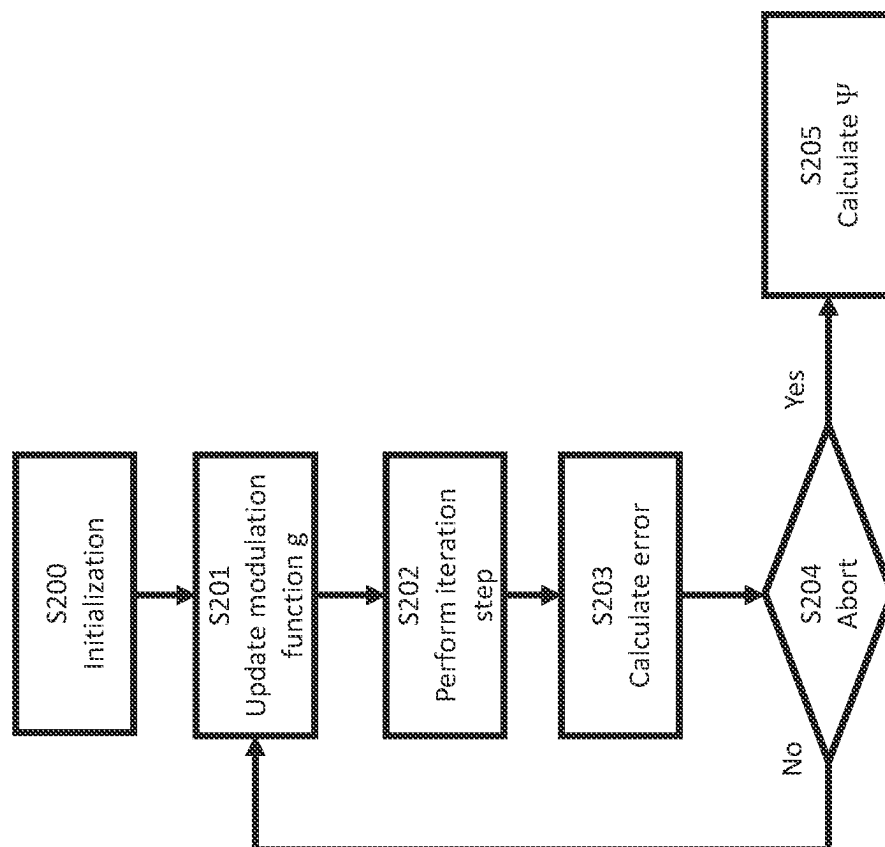 S200
Initialization
S201
Update modulation
function g
S202
Perform iteration
step
S203
Calculate error
S204
Abort
No
Yes
S205
Calculate Ψ